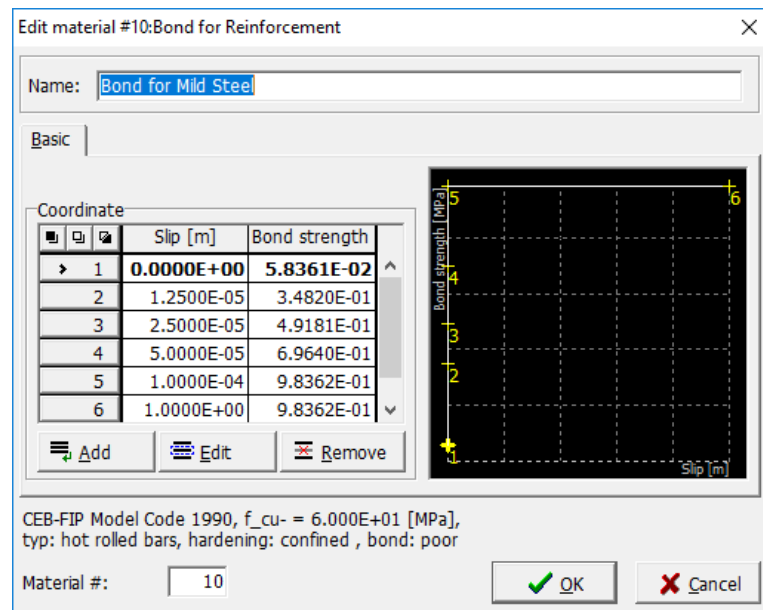 Edit material #10:Bond for Reinforcement
Name: Bond for Mild Steel
Basic
Coordinate
Slip [m] Bond strength
1 0.0000E+00 5.8361E-02
2 1.2500E-05 3.4820E-01
3 2.5000E-05 4.9181E-01
4 5.0000E-05 6.9640E-01
5 1.0000E-04 9.8362E-01
6 1.0000E+00 9.8362E-01
Add Edit Remove
Bond strength [MPa]
5 6
4
3
2
1
Slip [m]
CEB-FIP Model Code 1990, f_cu- = 6.000E+01 [MPa],
typ: hot rolled bars, hardening: confined , bond: poor
Material #: 10
OK Cancel